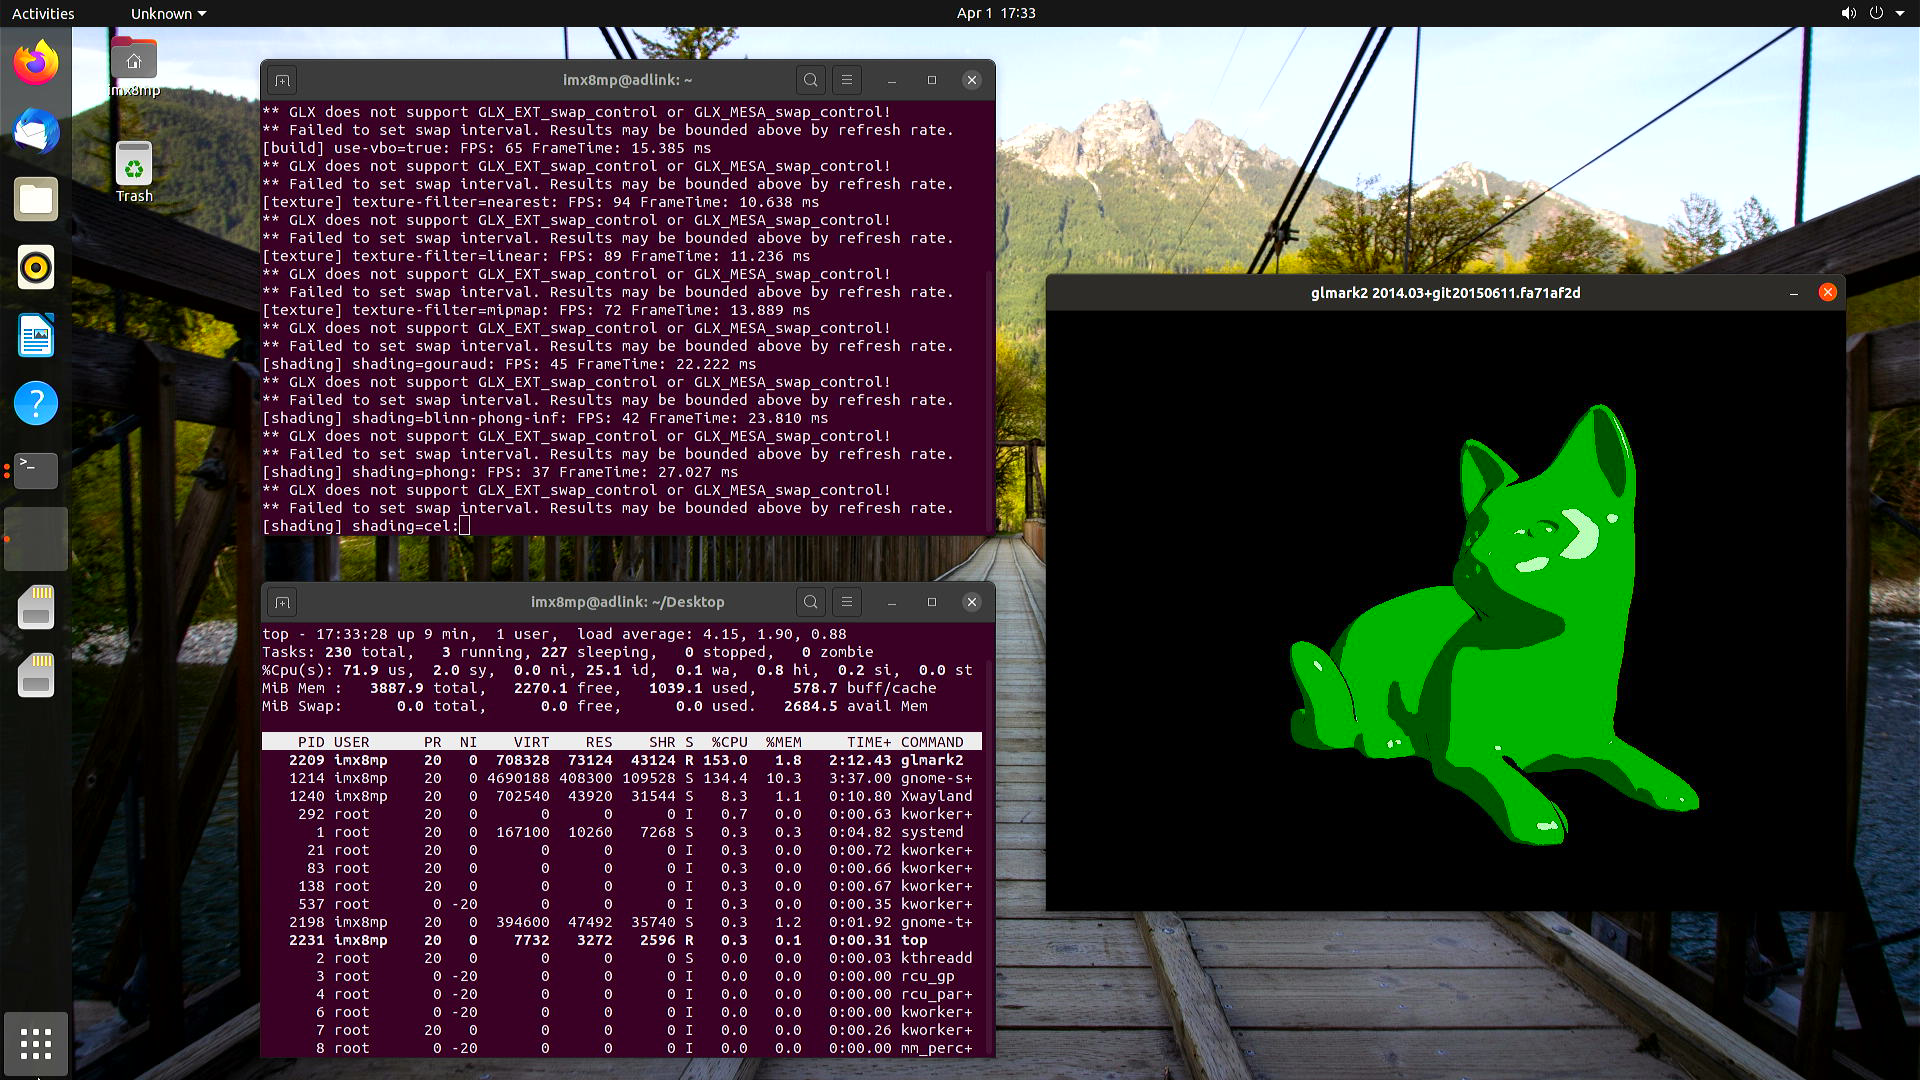 Activities
Unknown
Apr 1 17:33
imx8mp
Trash
imx8mp@adlink: ~
** GLX does not support GLX_EXT_swap_control or GLX_MESA_swap_control!
** Failed to set swap interval. Results may be bounded above by refresh rate.
[build] use-vbo=true: FPS: 65 FrameTime: 15.385 ms
** GLX does not support GLX_EXT_swap_control or GLX_MESA_swap_control!
** Failed to set swap interval. Results may be bounded above by refresh rate.
[texture] texture-filter=nearest: FPS: 94 FrameTime: 10.638 ms
** GLX does not support GLX_EXT_swap_control or GLX_MESA_swap_control!
** Failed to set swap interval. Results may be bounded above by refresh rate.
[texture] texture-filter=linear: FPS: 89 FrameTime: 11.236 ms
** GLX does not support GLX_EXT_swap_control or GLX_MESA_swap_control!
** Failed to set swap interval. Results may be bounded above by refresh rate.
[texture] texture-filter=mipmap: FPS: 72 FrameTime: 13.889 ms
** GLX does not support GLX_EXT_swap_control or GLX_MESA_swap_control!
** Failed to set swap interval. Results may be bounded above by refresh rate.
[shading] shading=gouraud: FPS: 45 FrameTime: 22.222 ms
** GLX does not support GLX_EXT_swap_control or GLX_MESA_swap_control!
** Failed to set swap interval. Results may be bounded above by refresh rate.
[shading] shading=blinn-phong-inf: FPS: 42 FrameTime: 23.810 ms
** GLX does not support GLX_EXT_swap_control or GLX_MESA_swap_control!
** Failed to set swap interval. Results may be bounded above by refresh rate.
[shading] shading=phong: FPS: 37 FrameTime: 27.027 ms
** GLX does not support GLX_EXT_swap_control or GLX_MESA_swap_control!
** Failed to set swap interval. Results may be bounded above by refresh rate.
[shading] shading=cel:
imx8mp@adlink: ~/Desktop
top - 17:33:28 up 9 min, 1 user, load average: 4.15, 1.90, 0.88
Tasks: 230 total, 3 running, 227 sleeping, 0 stopped, 0 zombie
%Cpu(s): 71.9 us, 2.0 sy, 0.0 ni, 25.1 id, 0.1 wa, 0.8 hi, 0.2 si, 0.0 st
MiB Mem : 3887.9 total, 2270.1 free, 1039.1 used, 578.7 buff/cache
MiB Swap: 0.0 total, 0.0 free, 0.0 used. 2684.5 avail Mem
PID USER PR NI VIRT RES SHR S %CPU %MEM TIME+ COMMAND
2209 imx8mp 20 0 708328 73124 43124 R 153.0 1.8 2:12.43 glmark2
1214 imx8mp 20 0 4690188 408300 109528 S 134.4 10.3 3:37.00 gnome-s+
1240 imx8mp 20 0 702540 43920 31544 S 8.3 1.1 0:10.80 Xwayland
292 root 20 0 0 0 0 I 0.7 0.0 0:00.63 kworker+
1 root 20 0 167100 10260 7268 S 0.3 0.3 0:04.82 systemd
21 root 20 0 0 0 0 I 0.3 0.0 0:00.72 kworker+
83 root 20 0 0 0 0 I 0.3 0.0 0:00.66 kworker+
138 root 20 0 0 0 0 I 0.3 0.0 0:00.67 kworker+
537 root 0 -20 0 0 0 I 0.3 0.0 0:00.35 kworker+
2198 imx8mp 20 0 394600 47492 35740 S 0.3 1.2 0:01.92 gnome-t+
2231 imx8mp 20 0 7732 3272 2596 R 0.3 0.1 0:00.31 top
2 root 20 0 0 0 0 S 0.0 0.0 0:00.03 kthreadd
3 root 0 -20 0 0 0 I 0.0 0.0 0:00.00 rcu_gp
4 root 0 -20 0 0 0 I 0.0 0.0 0:00.00 rcu_par+
6 root 0 -20 0 0 0 I 0.0 0.0 0:00.00 kworker+
7 root 20 0 0 0 0 I 0.0 0.0 0:00.26 kworker+
8 root 0 -20 0 0 0 I 0.0 0.0 0:00.00 mm_perc+
glmark2 2014.03+git20150611.fa71af2d